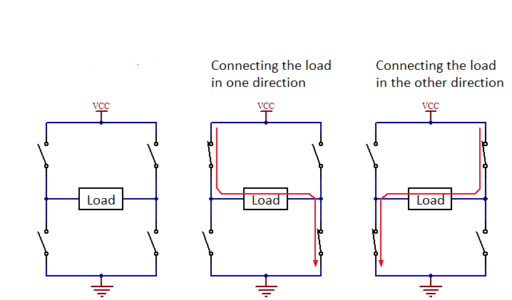 Connecting the load
in one direction
Connecting the load
in the other direction
VCC
VCC
VCC
Load
Load
Load